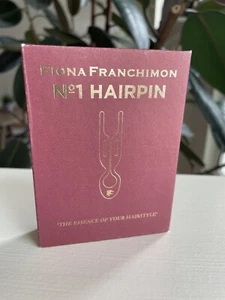 FIONA FRANCHIMON
Nº1 HAIRPIN
'THE ESSENCE OF YOUR HAIRSTYLE'